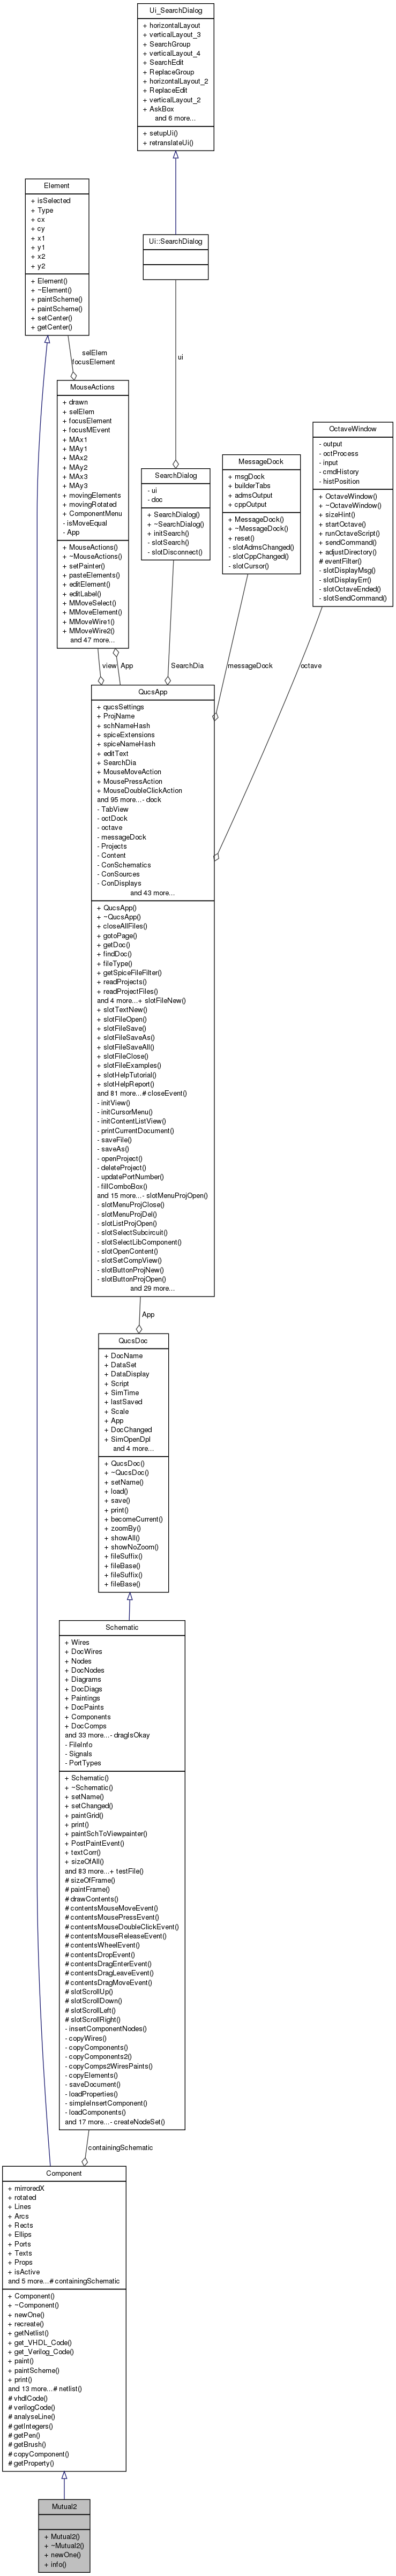 Ui_SearchDialog
+ horizontalLayout
+ verticalLayout_3
+ SearchGroup
+ verticalLayout_4
+ SearchEdit
+ ReplaceGroup
+ horizontalLayout_2
+ ReplaceEdit
+ verticalLayout_2
+ AskBox
and 6 more...
+ setupUi()
+ retranslateUi()
Element
+ isSelected
+ Type
+ cx
+ cy
+ x1
+ y1
+ x2
+ y2
+ Element()
+ ~Element()
+ paintScheme()
+ paintScheme()
+ setCenter()
+ getCenter()
Ui::SearchDialog
selElem
focusElement
ui
MouseActions
+ drawn
+ selElem
+ focusElement
+ focusMEvent
+ MAx1
+ MAy1
+ MAx2
+ MAy2
+ MAx3
+ MAy3
+ movingElements
+ movingRotated
+ ComponentMenu
- isMoveEqual
- App
+ MouseActions()
+ ~MouseActions()
+ setPainter()
+ pasteElements()
+ editElement()
+ editLabel()
+ MMoveSelect()
+ MMoveElement()
+ MMoveWire1()
+ MMoveWire2()
and 47 more...
SearchDialog
- ui
- doc
+ SearchDialog()
+ ~SearchDialog()
+ initSearch()
- slotSearch()
- slotDisconnect()
MessageDock
+ msgDock
+ builderTabs
+ admsOutput
+ cppOutput
+ MessageDock()
+ ~MessageDock()
+ reset()
- slotAdmsChanged()
- slotCppChanged()
- slotCursor()
OctaveWindow
- output
- octProcess
- input
- cmdHistory
- histPosition
+ OctaveWindow()
+ ~OctaveWindow()
+ sizeHint()
+ startOctave()
+ runOctaveScript()
+ sendCommand()
+ adjustDirectory()
# eventFilter()
- slotDisplayMsg()
- slotDisplayErr()
- slotOctaveEnded()
- slotSendCommand()
view
App
SearchDia
messageDock
octave
QucsApp
+ qucsSettings
+ ProjName
+ schNameHash
+ spiceExtensions
+ spiceNameHash
+ editText
+ SearchDia
+ MouseMoveAction
+ MousePressAction
+ MouseDoubleClickAction
and 95 more...- dock
- TabView
- octDock
- octave
- messageDock
- Projects
- Content
- ConSchematics
- ConSources
- ConDisplays
and 43 more...
+ QucsApp()
+ ~QucsApp()
+ closeAllFiles()
+ gotoPage()
+ getDoc()
+ findDoc()
+ fileType()
+ getSpiceFileFilter()
+ readProjects()
+ readProjectFiles()
and 4 more...+ slotFileNew()
+ slotTextNew()
+ slotFileOpen()
+ slotFileSave()
+ slotFileSaveAs()
+ slotFileSaveAll()
+ slotFileClose()
+ slotFileExamples()
+ slotHelpTutorial()
+ slotHelpReport()
and 81 more...# closeEvent()
- initView()
- initCursorMenu()
- initContentListView()
- printCurrentDocument()
- saveFile()
- saveAs()
- openProject()
- deleteProject()
- updatePortNumber()
- fillComboBox()
and 15 more...- slotMenuProjOpen()
- slotMenuProjClose()
- slotMenuProjDel()
- slotListProjOpen()
- slotSelectSubcircuit()
- slotSelectLibComponent()
- slotOpenContent()
- slotSetCompView()
- slotButtonProjNew()
- slotButtonProjOpen()
and 29 more...
App
QucsDoc
+ DocName
+ DataSet
+ DataDisplay
+ Script
+ SimTime
+ lastSaved
+ Scale
+ App
+ DocChanged
+ SimOpenDpl
and 4 more...
+ QucsDoc()
+ ~QucsDoc()
+ setName()
+ load()
+ save()
+ print()
+ becomeCurrent()
+ zoomBy()
+ showAll()
+ showNoZoom()
+ fileSuffix()
+ fileBase()
+ fileSuffix()
+ fileBase()
Schematic
+ Wires
+ DocWires
+ Nodes
+ DocNodes
+ Diagrams
+ DocDiags
+ Paintings
+ DocPaints
+ Components
+ DocComps
and 33 more...- dragIsOkay
- FileInfo
- Signals
- PortTypes
+ Schematic()
+ ~Schematic()
+ setName()
+ setChanged()
+ paintGrid()
+ print()
+ paintSchToViewpainter()
+ PostPaintEvent()
+ textCorr()
+ sizeOfAll()
and 83 more...+ testFile()
# sizeOfFrame()
# paintFrame()
# drawContents()
# contentsMouseMoveEvent()
# contentsMousePressEvent()
# contentsMouseDoubleClickEvent()
# contentsMouseReleaseEvent()
# contentsWheelEvent()
# contentsDropEvent()
# contentsDragEnterEvent()
# contentsDragLeaveEvent()
# contentsDragMoveEvent()
# slotScrollUp()
# slotScrollDown()
# slotScrollLeft()
# slotScrollRight()
- insertComponentNodes()
- copyWires()
- copyComponents()
- copyComponents2()
- copyComps2WiresPaints()
- copyElements()
- saveDocument()
- loadProperties()
- simpleInsertComponent()
- loadComponents()
and 17 more...- createNodeSet()
containingSchematic
Component
+ mirroredX
+ rotated
+ Lines
+ Arcs
+ Rects
+ Ellips
+ Ports
+ Texts
+ Props
+ isActive
and 5 more...# containingSchematic
+ Component()
+ ~Component()
+ newOne()
+ recreate()
+ getNetlist()
+ get_VHDL_Code()
+ get_Verilog_Code()
+ paint()
+ paintScheme()
+ print()
and 13 more...# netlist()
# vhdlCode()
# verilogCode()
# analyseLine()
# getIntegers()
# getPen()
# getBrush()
# copyComponent()
# getProperty()
Mutual2
+ Mutual2()
+ ~Mutual2()
+ newOne()
+ info()